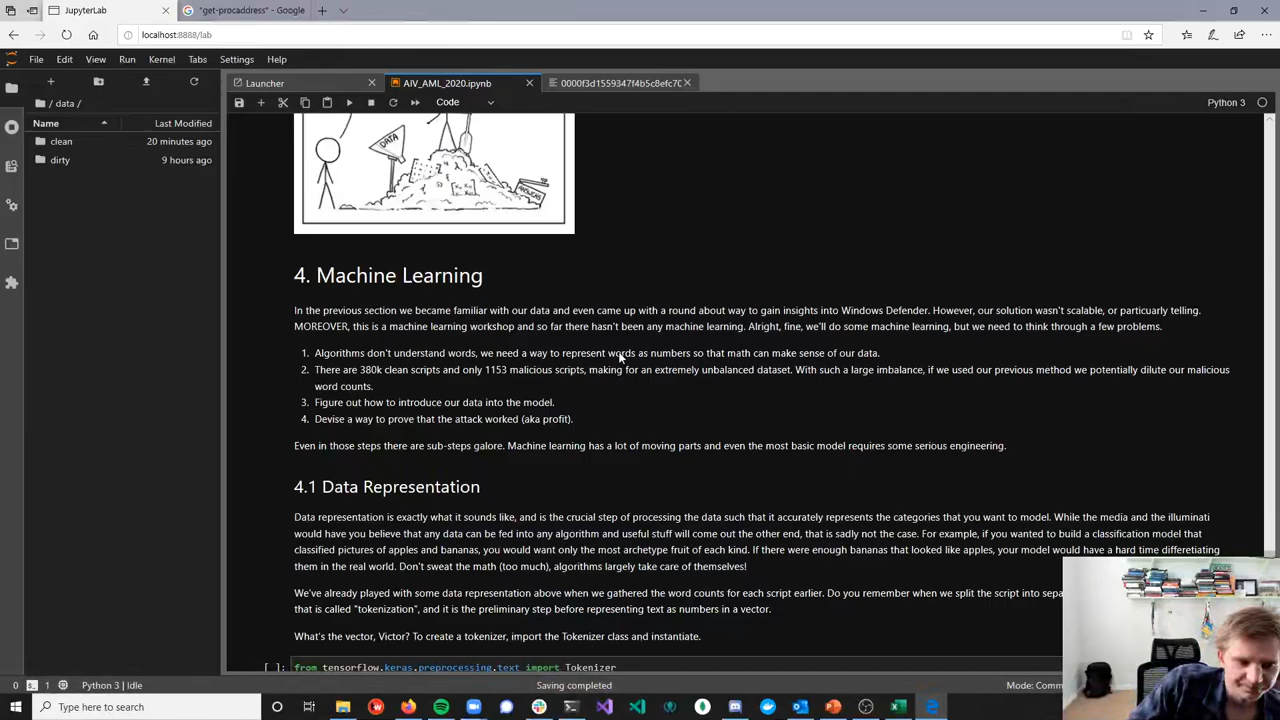 JupyterLab
"get-procaddress" - Google
localhost:8888/lab
File Edit View Run Kernel Tabs Settings Help
Launcher
AIV_AML_2020.ipynb
0000f3d1559347f4b5c8efc7(
Code
Python 3
/ data /
Name Last Modified
clean 20 minutes ago
dirty 9 hours ago
DATA
ANSWERS
4. Machine Learning
In the previous section we became familiar with our data and even came up with a round about way to gain insights into Windows Defender. However, our solution wasn't scalable, or particuarly telling.
MOREOVER, this is a machine learning workshop and so far there hasn't been any machine learning. Alright, fine, we'll do some machine learning, but we need to think through a few problems.
1. Algorithms don't understand words, we need a way to represent words as numbers so that math can make sense of our data.
2. There are 380k clean scripts and only 1153 malicious scripts, making for an extremely unbalanced dataset. With such a large imbalance, if we used our previous method we potentially dilute our malicious
word counts.
3. Figure out how to introduce our data into the model.
4. Devise a way to prove that the attack worked (aka profit).
Even in those steps there are sub-steps galore. Machine learning has a lot of moving parts and even the most basic model requires some serious engineering.
4.1 Data Representation
Data representation is exactly what it sounds like, and is the crucial step of processing the data such that it accurately represents the categories that you want to model. While the media and the illuminati
would have you believe that any data can be fed into any algorithm and useful stuff will come out the other end, that is sadly not the case. For example, if you wanted to build a classification model that
classified pictures of apples and bananas, you would want only the most archetype fruit of each kind. If there were enough bananas that looked like apples, your model would have a hard time differetiating
them in the real world. Don't sweat the math (too much), algorithms largely take care of themselves!
We've already played with some data representation above when we gathered the word counts for each script earlier. Do you remember when we split the script into sepa
that is called "tokenization", and it is the preliminary step before representing text as numbers in a vector.
What's the vector, Victor? To create a tokenizer, import the Tokenizer class and instantiate.
[ ]: from tensorflow.keras.preprocessing.text import Tokenizer
0 1 Python 3 | Idle
Saving completed
Mode: Comm
Type here to search